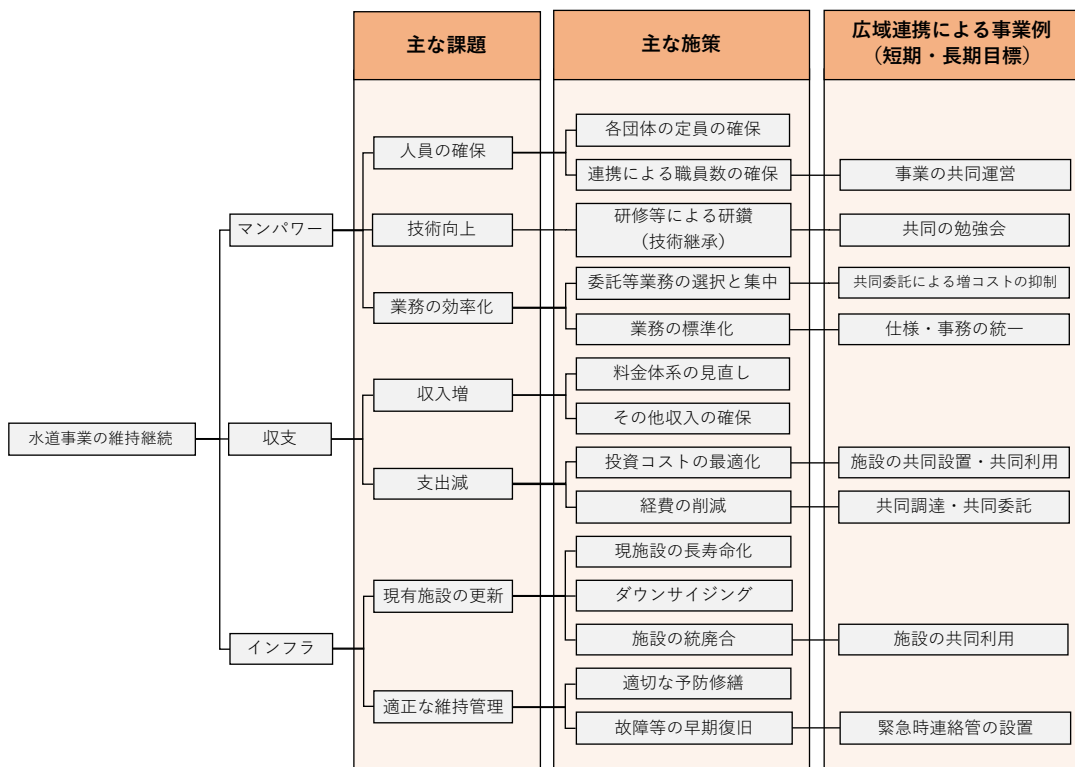 主な課題
主な施策
広域連携による事業例
（短期・長期目標）
人員の確保
各団体の定員の確保
連携による職員数の確保
事業の共同運営
マンパワー
技術向上
研修等による研鑽
（技術継承）
共同の勉強会
業務の効率化
委託等業務の選択と集中
共同委託による増コストの抑制
業務の標準化
仕様・事務の統一
水道事業の維持継続
収支
収入増
料金体系の見直し
その他収入の確保
支出減
投資コストの最適化
施設の共同設置・共同利用
経費の削減
共同調達・共同委託
インフラ
現有施設の更新
現施設の長寿命化
ダウンサイジング
施設の統廃合
施設の共同利用
適正な維持管理
適切な予防修繕
故障等の早期復旧
緊急時連絡管の設置